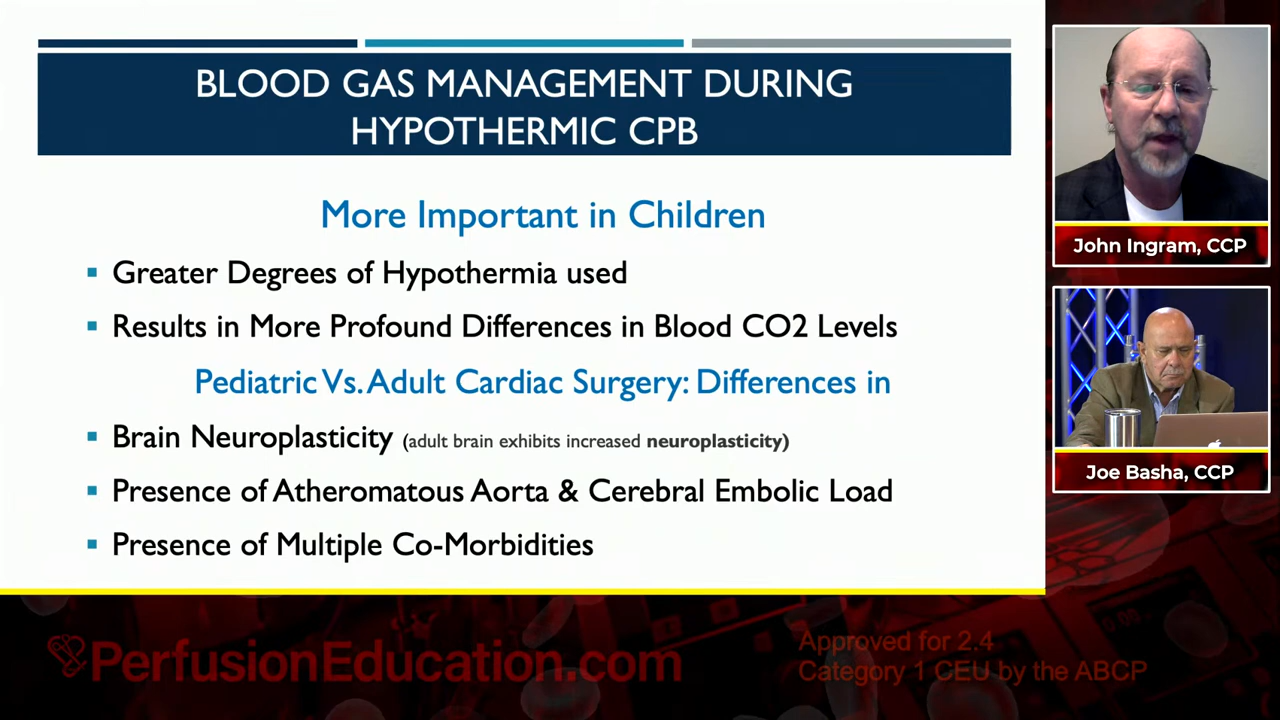 BLOOD GAS MANAGEMENT DURING
HYPOTHERMIC CPB
More Important in Children
▪ Greater Degrees of Hypothermia used
▪ Results in More Profound Differences in Blood CO2 Levels
Pediatric Vs. Adult Cardiac Surgery: Differences in
▪ Brain Neuroplasticity (adult brain exhibits increased neuroplasticity)
▪ Presence of Atheromatous Aorta & Cerebral Embolic Load
▪ Presence of Multiple Co-Morbidities
John Ingram, CCP
Joe Basha, CCP
PerfusionEducation.com
Approved for 2.4
Category 1 CEU by the ABCP